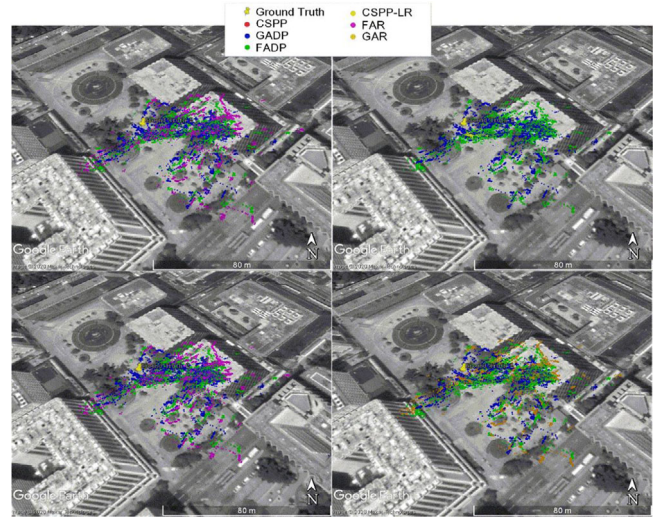 Ground Truth
CSPP
GADP
FADP
CSPP-LR
FAR
GAR
Google Earth
80 m
N
Google Earth
80 m
N
Google Earth
80 m
N
Google Earth
80 m
N